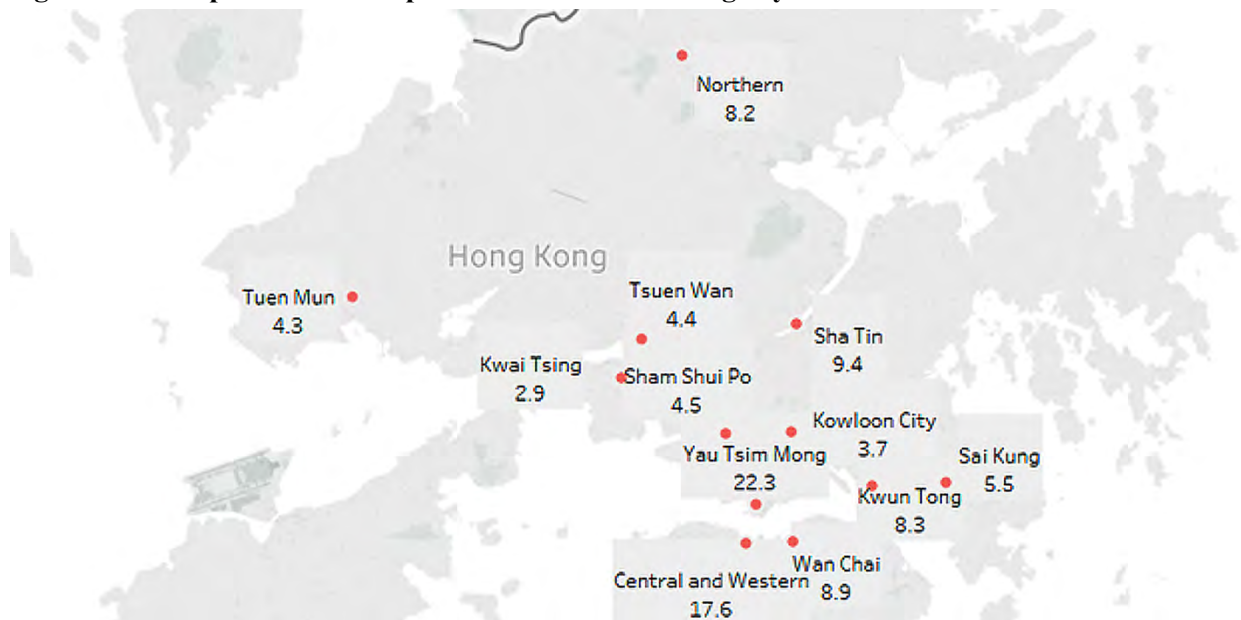 Northern
8.2
Hong Kong
Tuen Mun
4.3
Tsuen Wan
4.4
Sha Tin
9.4
Kwai Tsing
2.9
Sham Shui Po
4.5
Kowloon City
3.7
Yau Tsim Mong
22.3
Sai Kung
5.5
Kwun Tong
8.3
Wan Chai
8.9
Central and Western
17.6